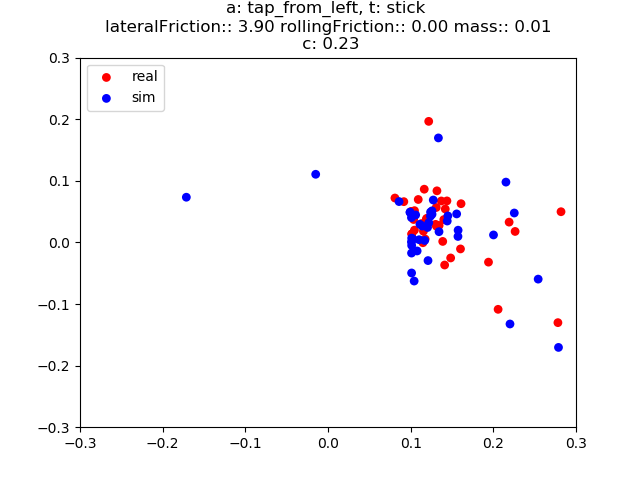 a: tap_from_left, t: stick
lateralFriction:: 3.90 rollingFriction:: 0.00 mass:: 0.01
c: 0.23
real
sim
0.3
0.2
0.1
0.0
−0.1
−0.2
−0.3
−0.3 −0.2 −0.1 0.0 0.1 0.2 0.3